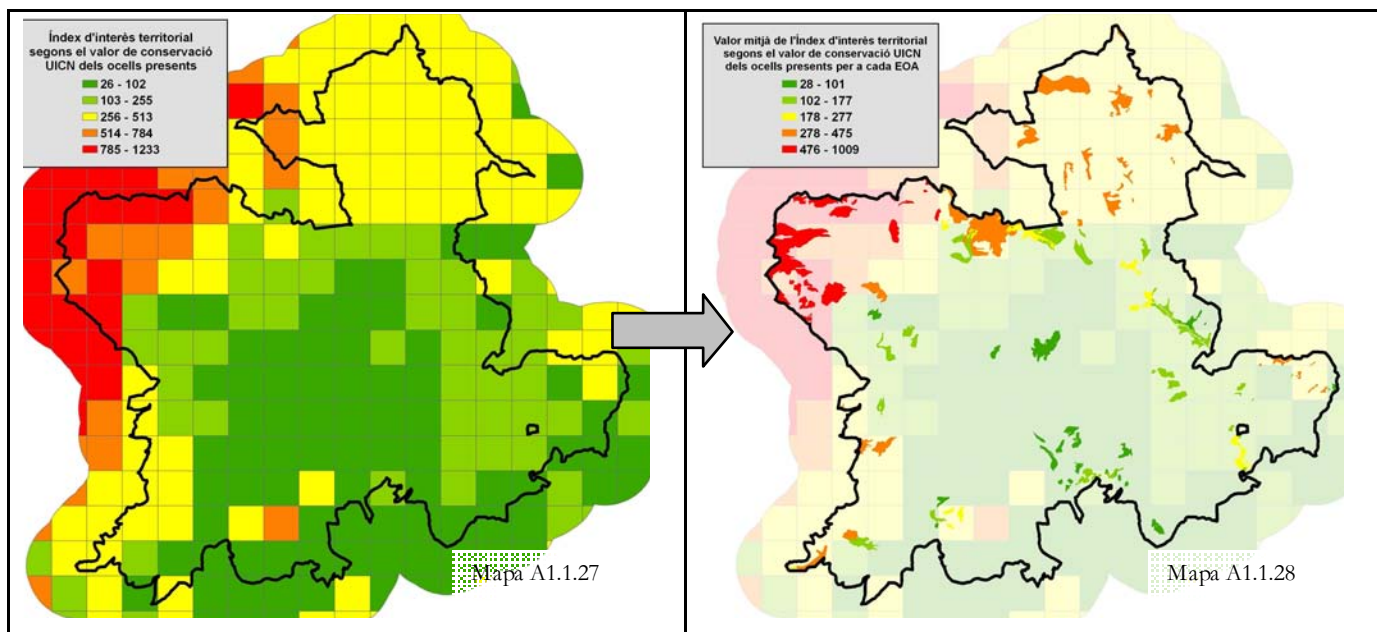 Índex d'interès territorial
segons el valor de conservació
UICN dels ocells presents
26 - 102
103 - 255
256 - 513
514 - 784
785 - 1233
Mapa A1.1.27
Valor mitjà de l'Índex d'interès territorial
segons el valor de conservació UICN
dels ocells presents per a cada EOA
28 - 101
102 - 177
178 - 277
278 - 475
476 - 1009
Mapa A1.1.28